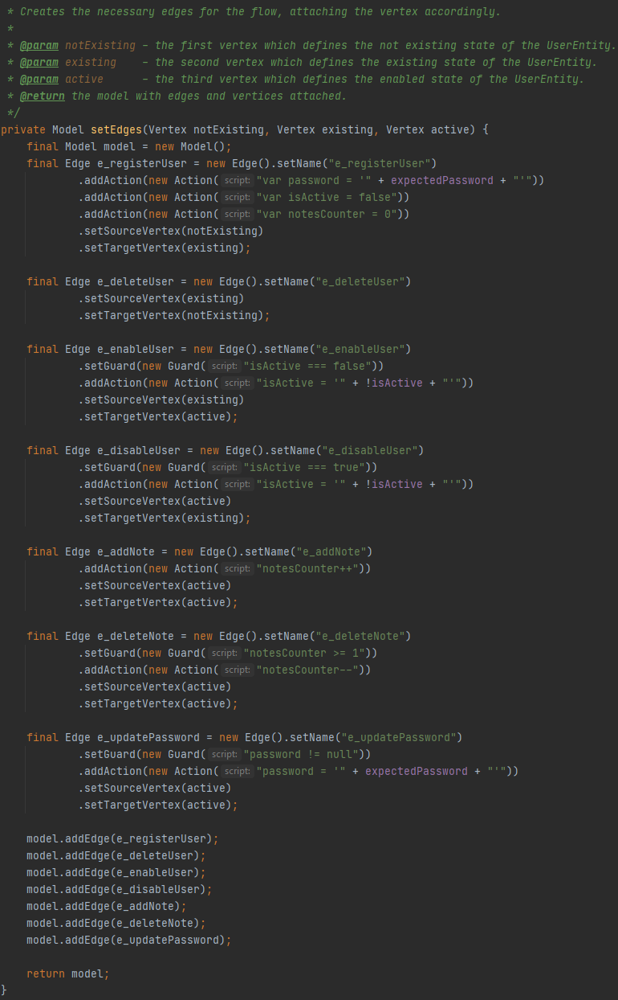 * Creates the necessary edges for the flow, attaching the vertex accordingly.
*
* @param notExisting – the first vertex which defines the not existing state of the UserEntity.
* @param existing    – the second vertex which defines the existing state of the UserEntity.
* @param active      – the third vertex which defines the enabled state of the UserEntity.
* @return the model with edges and vertices attached.
*/
private Model setEdges(Vertex notExisting, Vertex existing, Vertex active) {
    final Model model = new Model();
    final Edge e_registerUser = new Edge().setName("e_registerUser")
            .addAction(new Action( script: "var password = '" + expectedPassword + "'"))
            .addAction(new Action( script: "var isActive = false"))
            .addAction(new Action( script: "var notesCounter = 0"))
            .setSourceVertex(notExisting)
            .setTargetVertex(existing);

    final Edge e_deleteUser = new Edge().setName("e_deleteUser")
            .setSourceVertex(existing)
            .setTargetVertex(notExisting);

    final Edge e_enableUser = new Edge().setName("e_enableUser")
            .setGuard(new Guard( script: "isActive === false"))
            .addAction(new Action( script: "isActive = '" + !isActive + "'"))
            .setSourceVertex(existing)
            .setTargetVertex(active);

    final Edge e_disableUser = new Edge().setName("e_disableUser")
            .setGuard(new Guard( script: "isActive === true"))
            .addAction(new Action( script: "isActive = '" + !isActive + "'"))
            .setSourceVertex(active)
            .setTargetVertex(existing);

    final Edge e_addNote = new Edge().setName("e_addNote")
            .addAction(new Action( script: "notesCounter++"))
            .setSourceVertex(active)
            .setTargetVertex(active);

    final Edge e_deleteNote = new Edge().setName("e_deleteNote")
            .setGuard(new Guard( script: "notesCounter >= 1"))
            .addAction(new Action( script: "notesCounter--"))
            .setSourceVertex(active)
            .setTargetVertex(active);

    final Edge e_updatePassword = new Edge().setName("e_updatePassword")
            .setGuard(new Guard( script: "password != null"))
            .addAction(new Action( script: "password = '" + expectedPassword + "'"))
            .setSourceVertex(active)
            .setTargetVertex(active);

    model.addEdge(e_registerUser);
    model.addEdge(e_deleteUser);
    model.addEdge(e_enableUser);
    model.addEdge(e_disableUser);
    model.addEdge(e_addNote);
    model.addEdge(e_deleteNote);
    model.addEdge(e_updatePassword);

    return model;
}